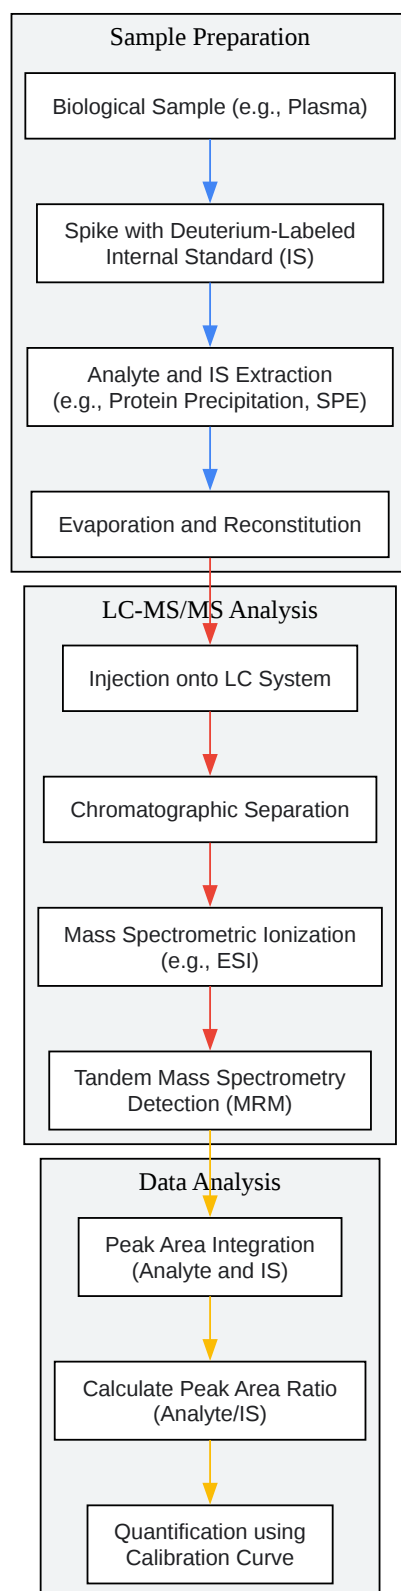 Sample Preparation
Biological Sample (e.g., Plasma)
Spike with Deuterium-Labeled
Internal Standard (IS)
Analyte and IS Extraction
(e.g., Protein Precipitation, SPE)
Evaporation and Reconstitution
LC-MS/MS Analysis
Injection onto LC System
Chromatographic Separation
Mass Spectrometric Ionization
(e.g., ESI)
Tandem Mass Spectrometry
Detection (MRM)
Data Analysis
Peak Area Integration
(Analyte and IS)
Calculate Peak Area Ratio
(Analyte/IS)
Quantification using
Calibration Curve